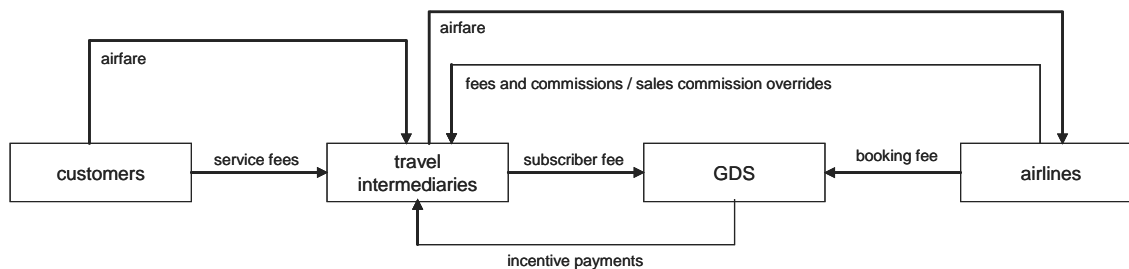 airfare
airfare
fees and commissions / sales commission overrides
customers
service fees
travel
intermediaries
subscriber fee
GDS
booking fee
airlines
incentive payments